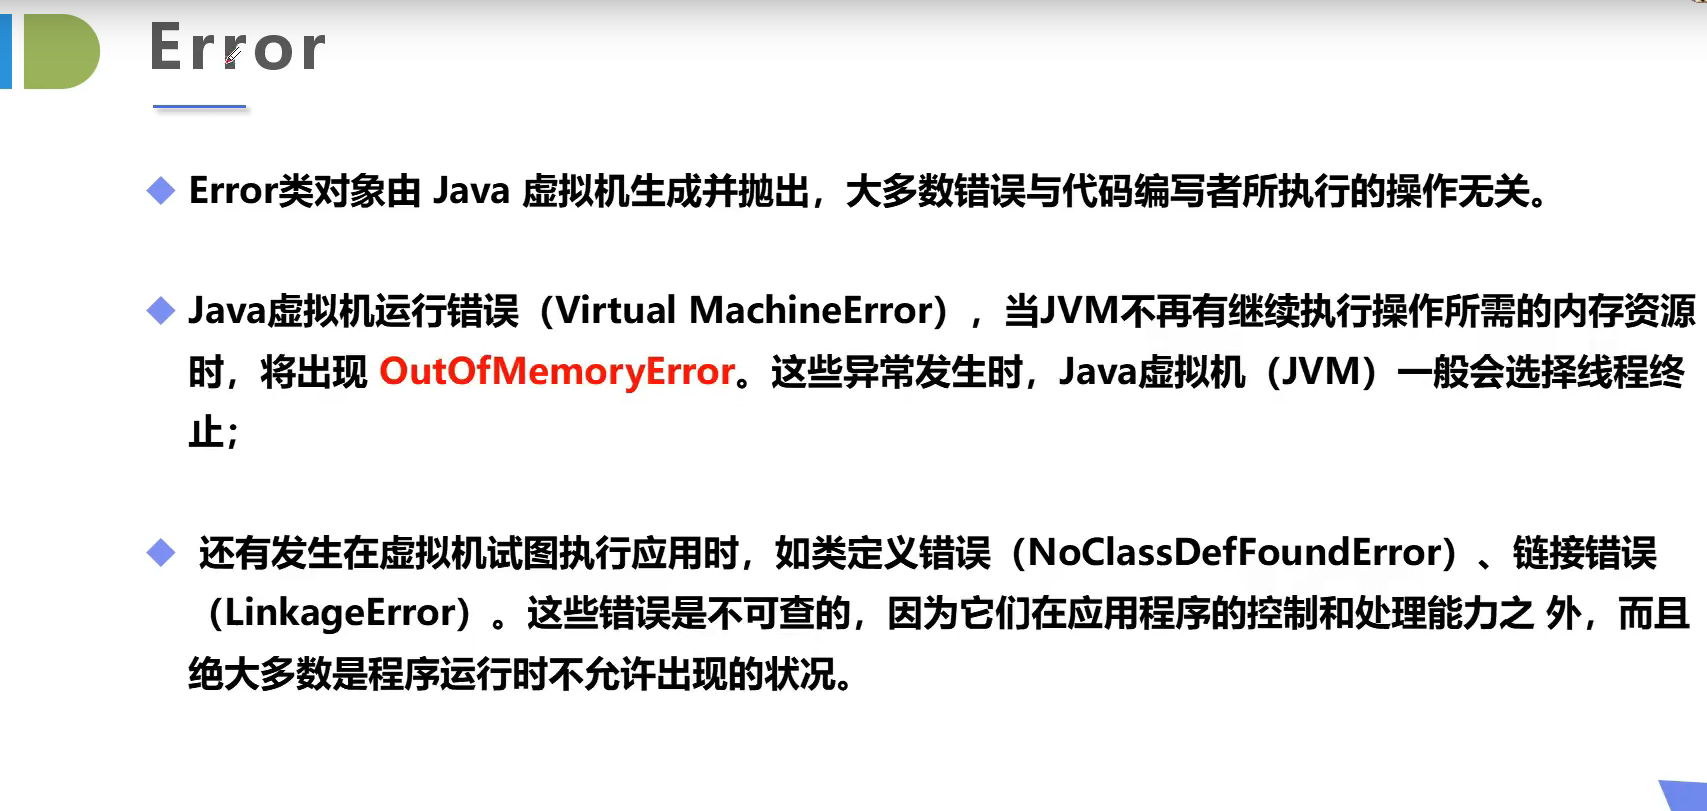 Error
Error类对象由 Java 虚拟机生成并抛出，大多数错误与代码编写者所执行的操作无关。
Java虚拟机运行错误（Virtual MachineError），当JVM不再有继续执行操作所需的内存资源
时，将出现 OutOfMemoryError。这些异常发生时，Java虚拟机（JVM）一般会选择线程终
止；
还有发生在虚拟机试图执行应用时，如类定义错误（NoClassDefFoundError）、链接错误
（LinkageError）。这些错误是不可查的，因为它们在应用程序的控制和处理能力之 外，而且
绝大多数是程序运行时不允许出现的状况。